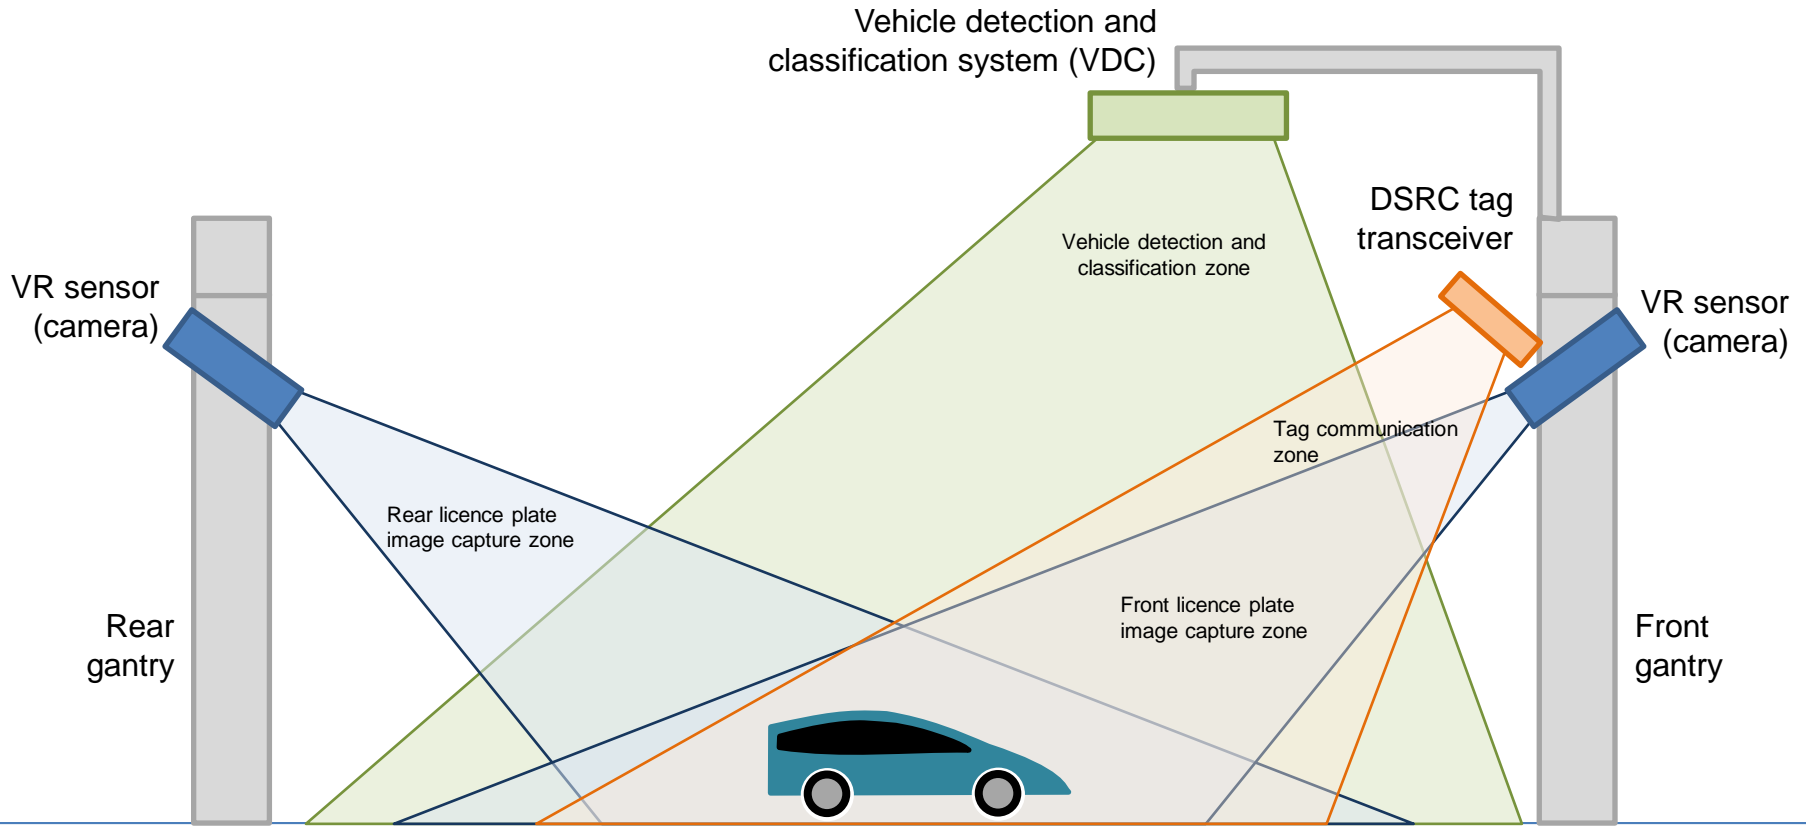 Vehicle detection and
classification system (VDC)
DSRC tag
transceiver
Vehicle detection and
classification zone
VR sensor
(camera)
VR sensor
(camera)
Tag communication
zone
Rear licence plate
image capture zone
Front licence plate
image capture zone
Rear
gantry
Front
gantry